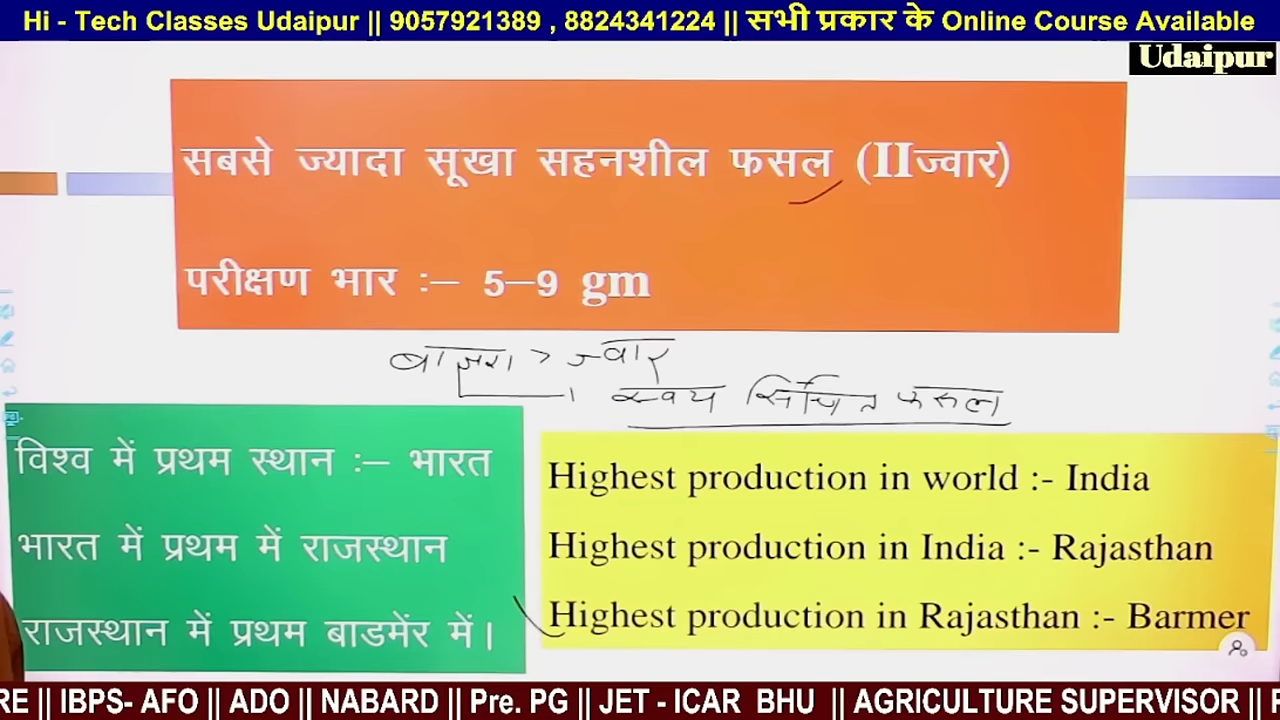 Hi - Tech Classes Udaipur || 9057921389 , 8824341224 || सभी प्रकार के Online Course Available
Udaipur
सबसे ज्यादा सूखा सहनशील फसल (IIज्वार)
परीक्षण भार :– 5–9 gm
बाजरा > ज्वार
स्वयं सिंचित फसल
विश्व में प्रथम स्थान :– भारत
भारत में प्रथम में राजस्थान
राजस्थान में प्रथम बाडमेंर में।
Highest production in world :- India
Highest production in India :- Rajasthan
Highest production in Rajasthan :- Barmer
RE || IBPS- AFO || ADO || NABARD || Pre. PG || JET - ICAR BHU || AGRICULTURE SUPERVISOR ||